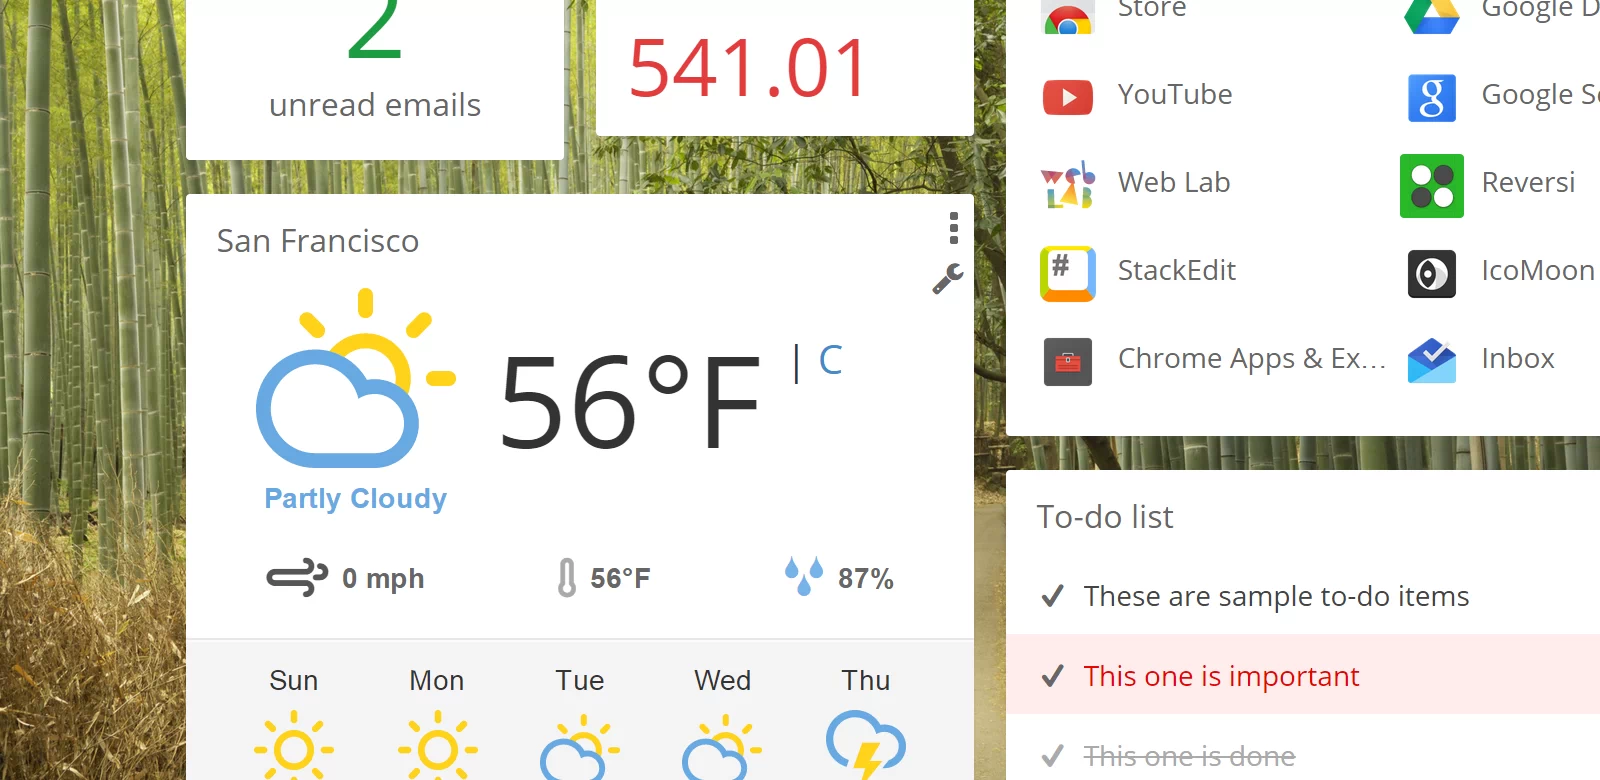 2
unread emails
541.01
San Francisco
56°F | C
Partly Cloudy
0 mph
56°F
87%
Sun
Mon
Tue
Wed
Thu
Store
YouTube
Web Lab
StackEdit
Chrome Apps & Ex...
Google D
Google S
Reversi
IcoMoon
Inbox
To-do list
These are sample to-do items
This one is important
This one is done